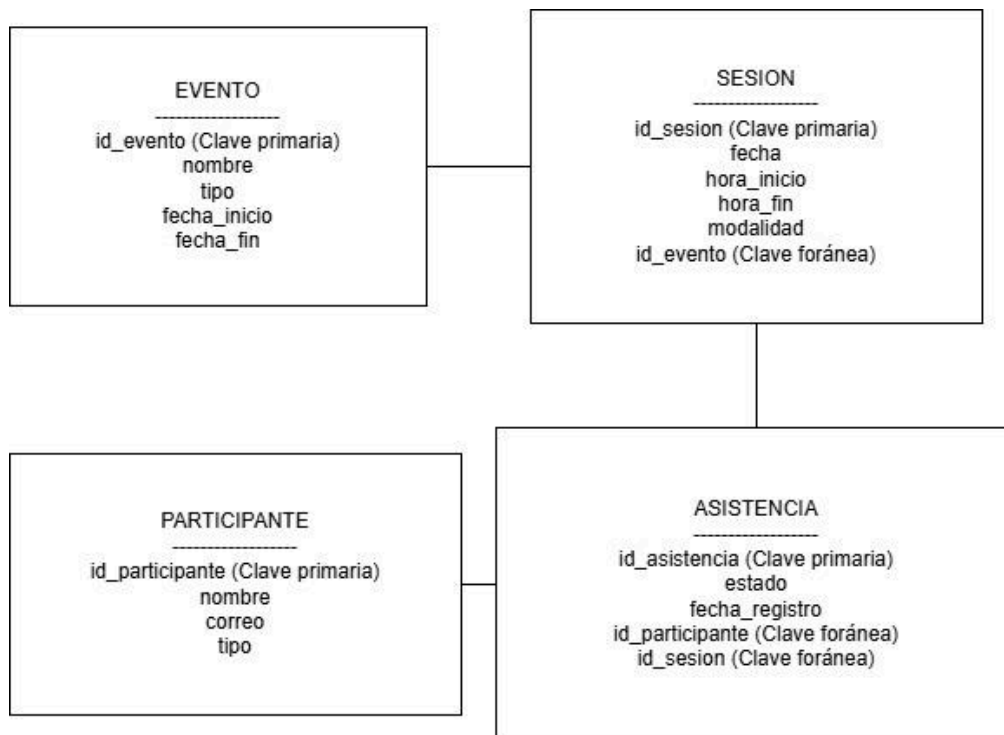 EVENTO
------------------
id_evento (Clave primaria)
nombre
tipo
fecha_inicio
fecha_fin
SESION
------------------
id_sesion (Clave primaria)
fecha
hora_inicio
hora_fin
modalidad
id_evento (Clave foránea)
PARTICIPANTE
------------------
id_participante (Clave primaria)
nombre
correo
tipo
ASISTENCIA
------------------
id_asistencia (Clave primaria)
estado
fecha_registro
id_participante (Clave foránea)
id_sesion (Clave foránea)